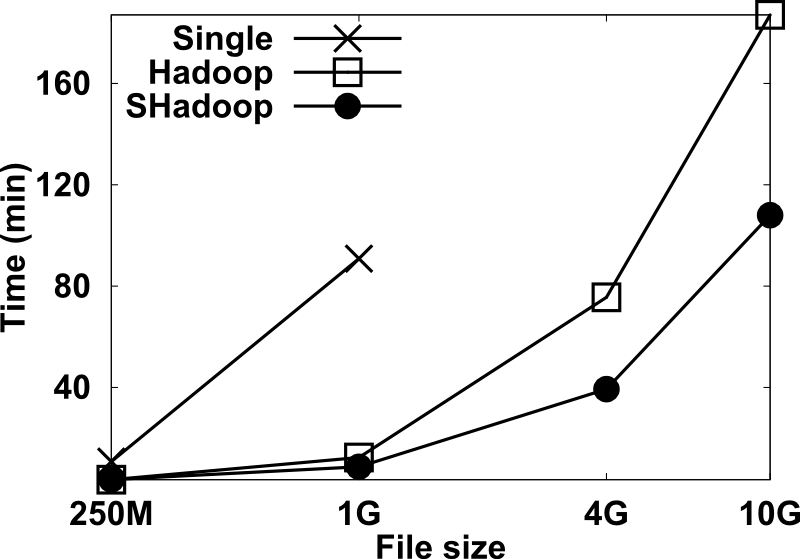 Single
Hadoop
SHadoop
160
120
80
40
Time (min)
250M 1G 4G 10G
File size